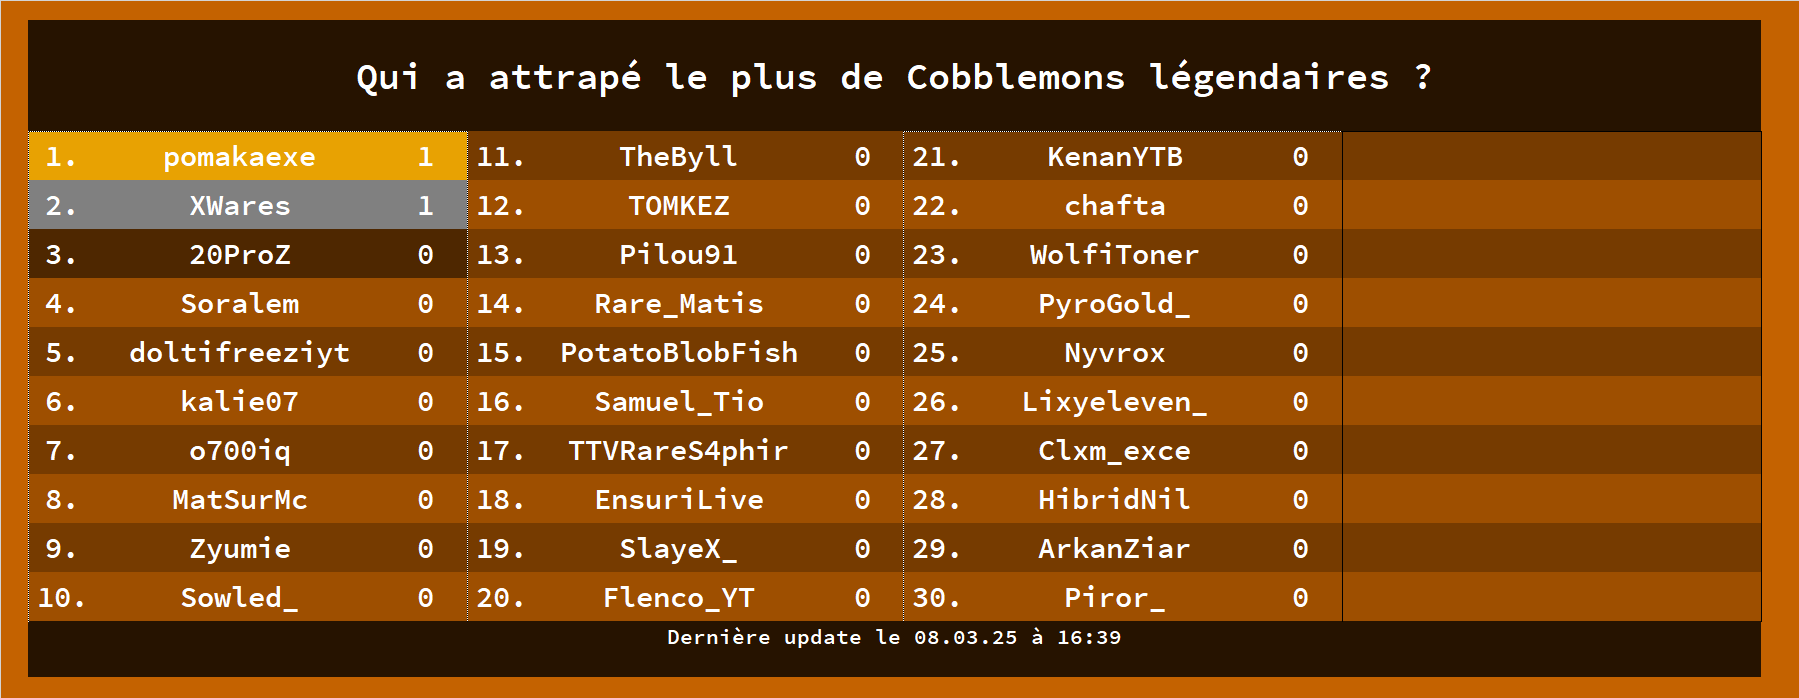 Qui a attrapé le plus de Cobblemons légendaires ?
1. pomakaexe 1 11. TheByll 0 21. KenanYTB 0
2. XWares 1 12. TOMKEZ 0 22. chafta 0
3. 20ProZ 0 13. Pilou91 0 23. WolfiToner 0
4. Soralem 0 14. Rare_Matis 0 24. PyroGold_ 0
5. doltifreeziyt 0 15. PotatoBlobFish 0 25. Nyvrox 0
6. kalie07 0 16. Samuel_Tio 0 26. Lixyeleven_ 0
7. o700iq 0 17. TTVRareS4phir 0 27. Clxm_exce 0
8. MatSurMc 0 18. EnsuriLive 0 28. HibridNil 0
9. Zyumie 0 19. SlayeX_ 0 29. ArkanZiar 0
10. Sowled_ 0 20. Flenco_YT 0 30. Piror_ 0
Dernière update le 08.03.25 à 16:39